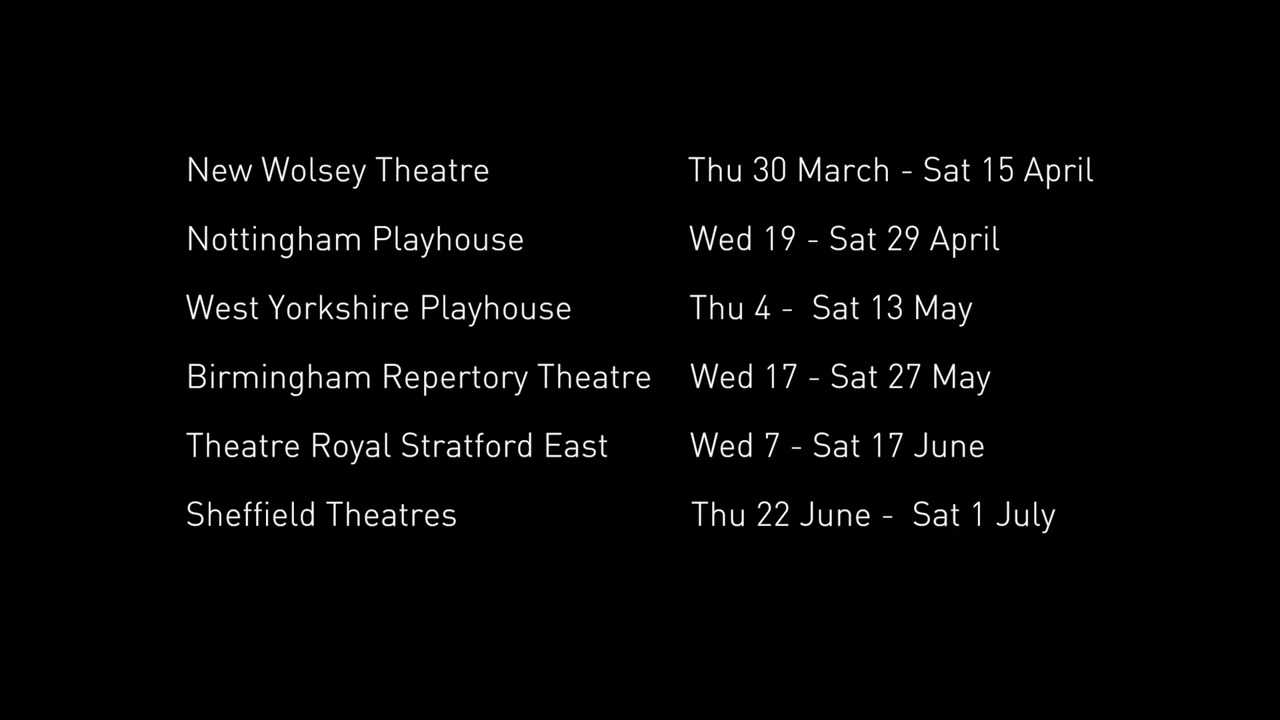 New Wolsey Theatre Thu 30 March - Sat 15 April
Nottingham Playhouse Wed 19 - Sat 29 April
West Yorkshire Playhouse Thu 4 - Sat 13 May
Birmingham Repertory Theatre Wed 17 - Sat 27 May
Theatre Royal Stratford East Wed 7 - Sat 17 June
Sheffield Theatres Thu 22 June - Sat 1 July